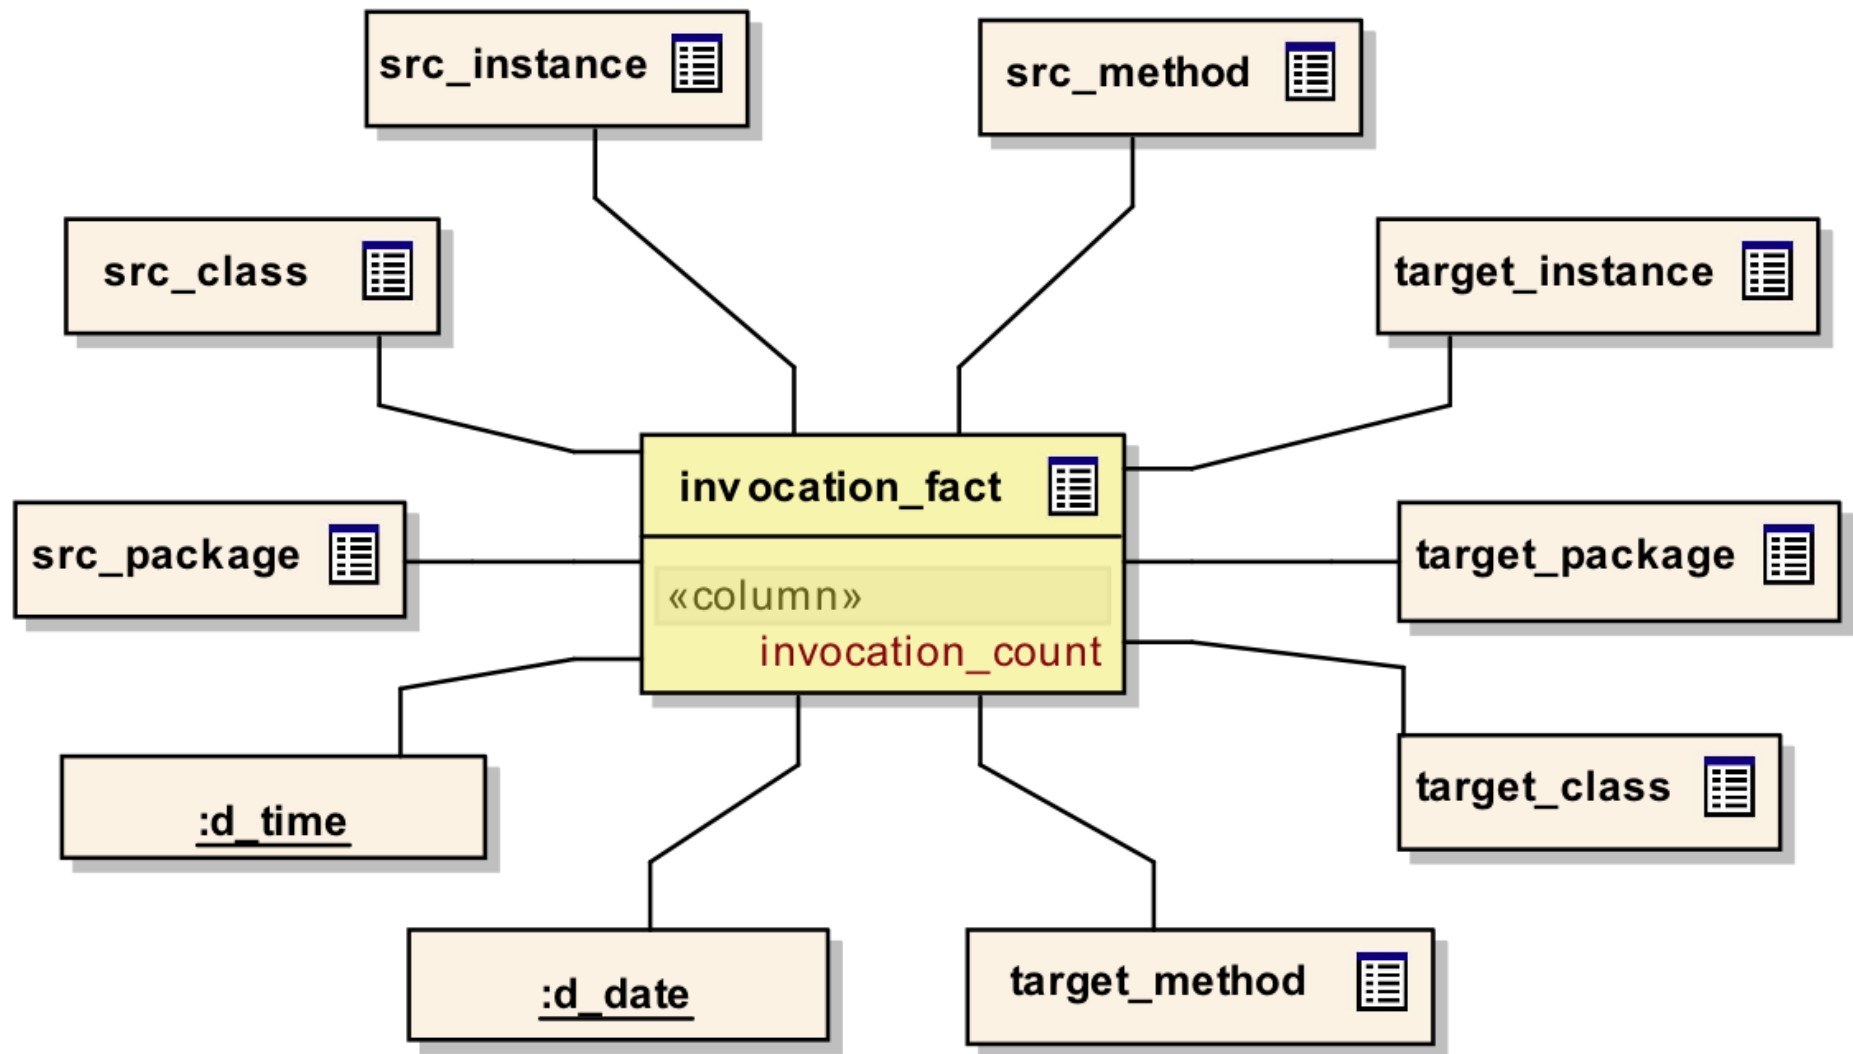 src_instance
src_method
src_class
target_instance
invocation_fact
src_package
target_package
«column»
invocation_count
target_class
:d_time
target_method
:d_date